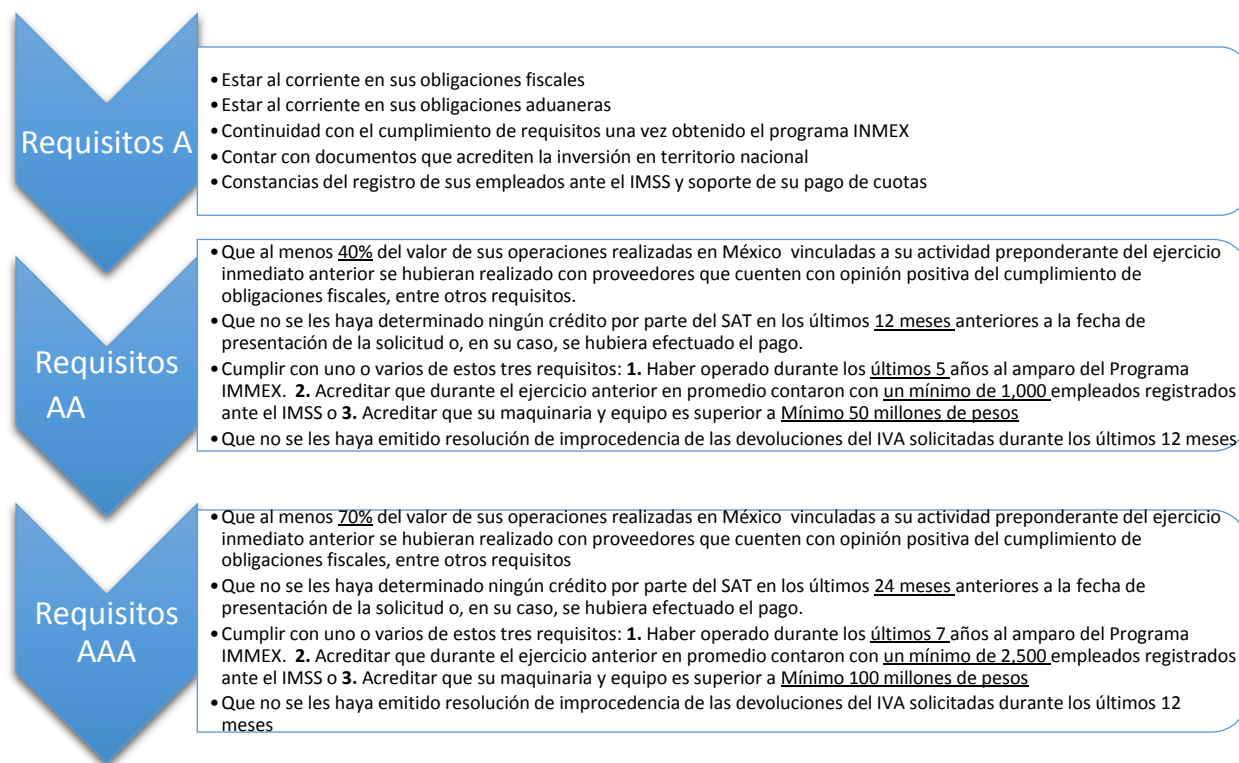 Requisitos A
•Estar al corriente en sus obligaciones fiscales
•Estar al corriente en sus obligaciones aduaneras
•Continuidad con el cumplimiento de requisitos una vez obtenido el programa INMEX
•Contar con documentos que acrediten la inversión en territorio nacional
•Constancias del registro de sus empleados ante el IMSS y soporte de su pago de cuotas
Requisitos
AA
•Que al menos 40% del valor de sus operaciones realizadas en México vinculadas a su actividad preponderante del ejercicio
inmediato anterior se hubieran realizado con proveedores que cuenten con opinión positiva del cumplimiento de
obligaciones fiscales, entre otros requisitos.
•Que no se les haya determinado ningún crédito por parte del SAT en los últimos 12 meses anteriores a la fecha de
presentación de la solicitud o, en su caso, se hubiera efectuado el pago.
•Cumplir con uno o varios de estos tres requisitos: 1. Haber operado durante los últimos 5 años al amparo del Programa
IMMEX. 2. Acreditar que durante el ejercicio anterior en promedio contaron con un mínimo de 1,000 empleados registrados
ante el IMSS o 3. Acreditar que su maquinaria y equipo es superior a Mínimo 50 millones de pesos
•Que no se les haya emitido resolución de improcedencia de las devoluciones del IVA solicitadas durante los últimos 12 meses
Requisitos
AAA
•Que al menos 70% del valor de sus operaciones realizadas en México vinculadas a su actividad preponderante del ejercicio
inmediato anterior se hubieran realizado con proveedores que cuenten con opinión positiva del cumplimiento de
obligaciones fiscales, entre otros requisitos
•Que no se les haya determinado ningún crédito por parte del SAT en los últimos 24 meses anteriores a la fecha de
presentación de la solicitud o, en su caso, se hubiera efectuado el pago.
•Cumplir con uno o varios de estos tres requisitos: 1. Haber operado durante los últimos 7 años al amparo del Programa
IMMEX. 2. Acreditar que durante el ejercicio anterior en promedio contaron con un mínimo de 2,500 empleados registrados
ante el IMSS o 3. Acreditar que su maquinaria y equipo es superior a Mínimo 100 millones de pesos
•Que no se les haya emitido resolución de improcedencia de las devoluciones del IVA solicitadas durante los últimos 12
meses